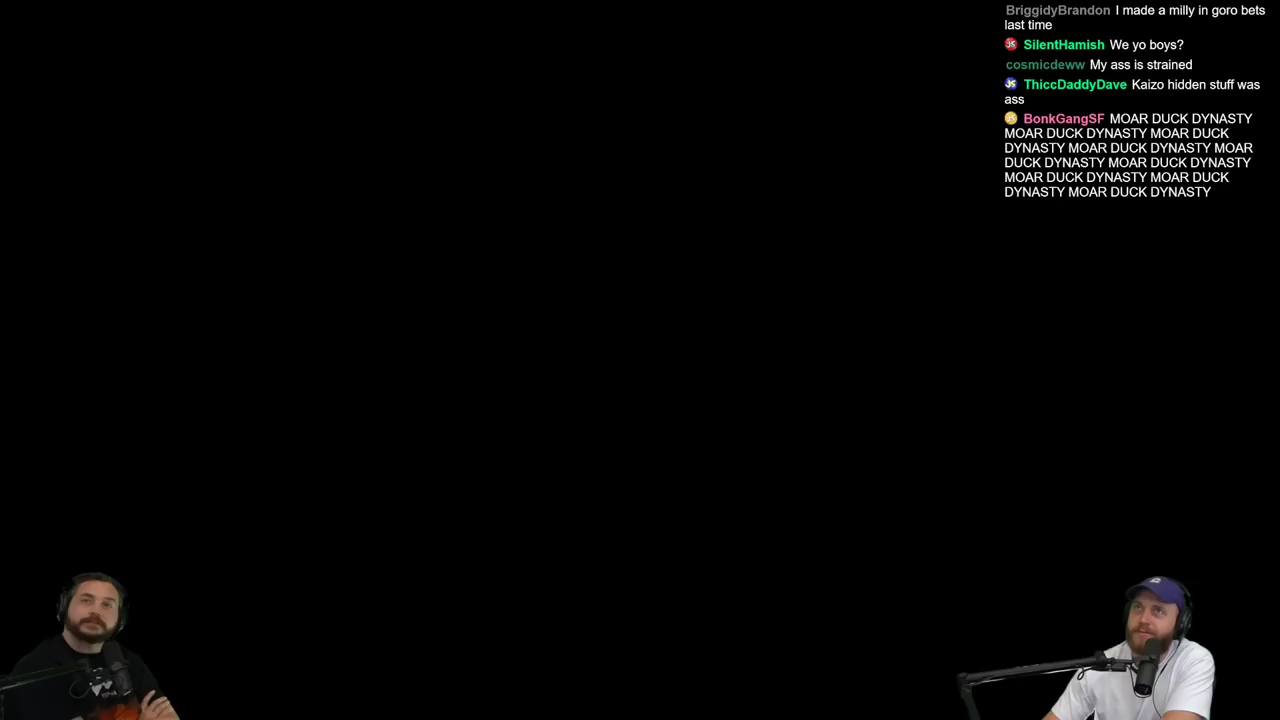 BriggidyBrandon I made a milly in goro bets
last time
SilentHamish We yo boys?
cosmicdeww My ass is strained
ThiccDaddyDave Kaizo hidden stuff was
ass
BonkGangSF MOAR DUCK DYNASTY
MOAR DUCK DYNASTY MOAR DUCK
DYNASTY MOAR DUCK DYNASTY MOAR
DUCK DYNASTY MOAR DUCK DYNASTY
MOAR DUCK DYNASTY MOAR DUCK
DYNASTY MOAR DUCK DYNASTY